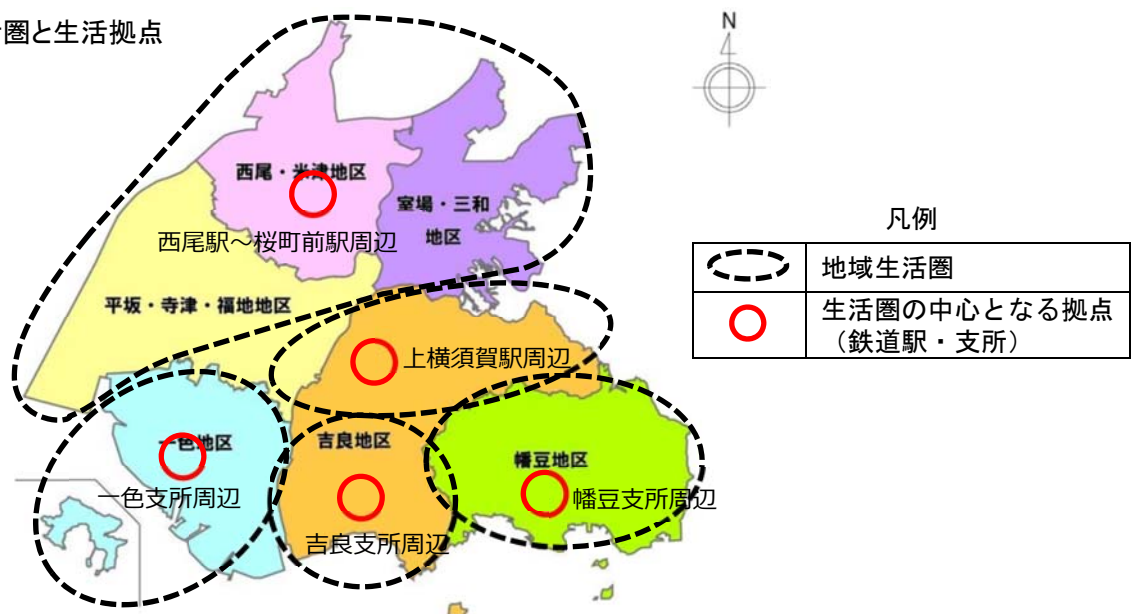 圏と生活拠点
N
西尾・米津地区
室場・三和
地区
西尾駅～桜町前駅周辺
平坂・寺津・福地地区
上横須賀駅周辺
一色地区
吉良地区
幡豆地区
一色支所周辺
幡豆支所周辺
吉良支所周辺
凡例
地域生活圏
生活圏の中心となる拠点
（鉄道駅・支所）